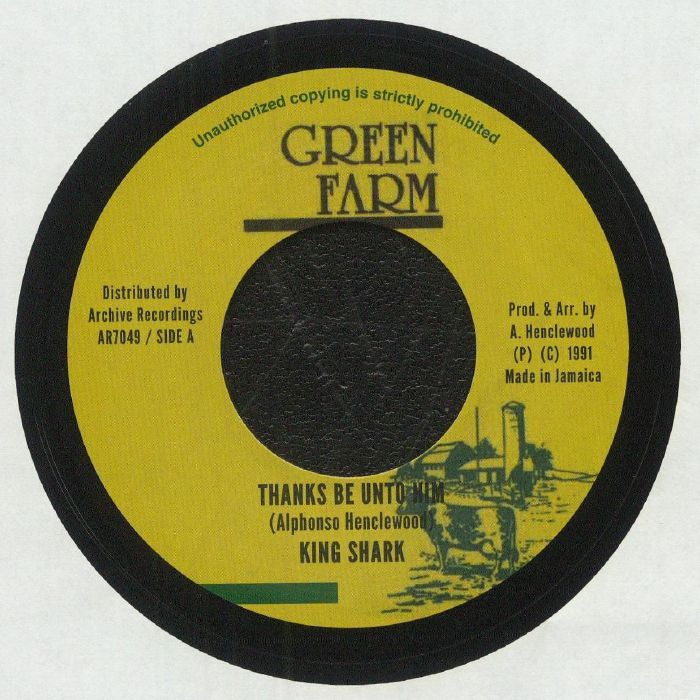 Unauthorized copying is strictly prohibited
GREEN
FARM
Distributed by
Archive Recordings
AR7049 / SIDE A
Prod. & Arr. by
A. Henclewood
(P) (C) 1991
Made in Jamaica
THANKS BE UNTO HIM
(Alphonso Henclewood)
KING SHARK